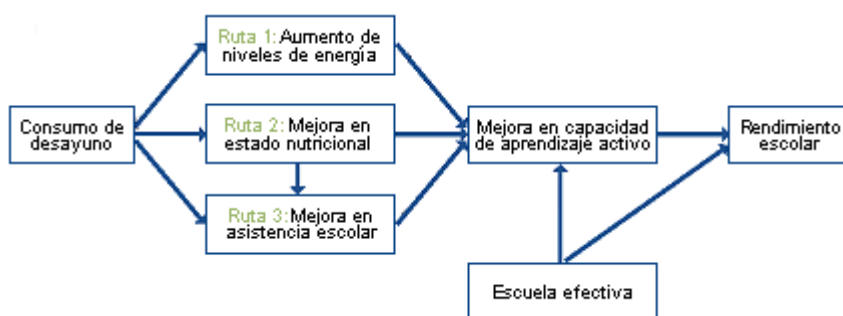 Ruta 1: Aumento de
niveles de energía
Consumo de
desayuno
Ruta 2: Mejora en
estado nutricional
Mejora en capacidad
de aprendizaje activo
Rendimiento
escolar
Ruta 3: Mejora en
asistencia escolar
Escuela efectiva